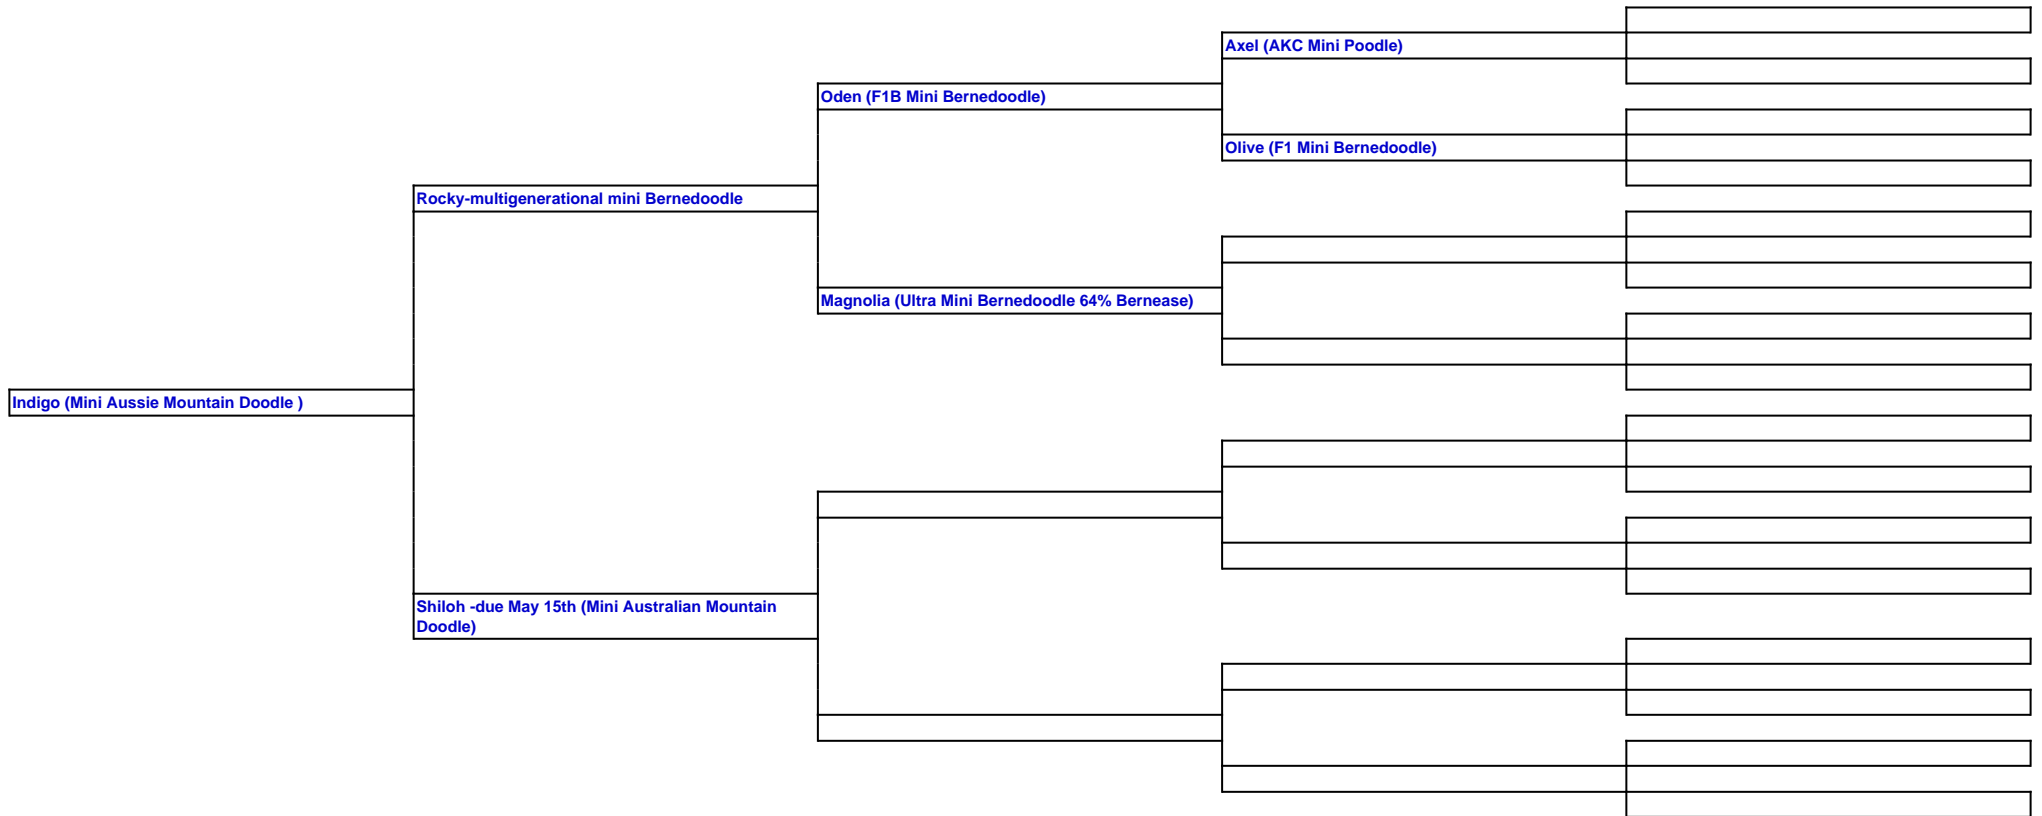 Axel (AKC Mini Poodle)
Oden (F1B Mini Bernedoodle)
Olive (F1 Mini Bernedoodle)
Rocky-multigenerational mini Bernedoodle
Magnolia (Ultra Mini Bernedoodle 64% Bernease)
Indigo (Mini Aussie Mountain Doodle )
Shiloh -due May 15th (Mini Australian Mountain
Doodle)